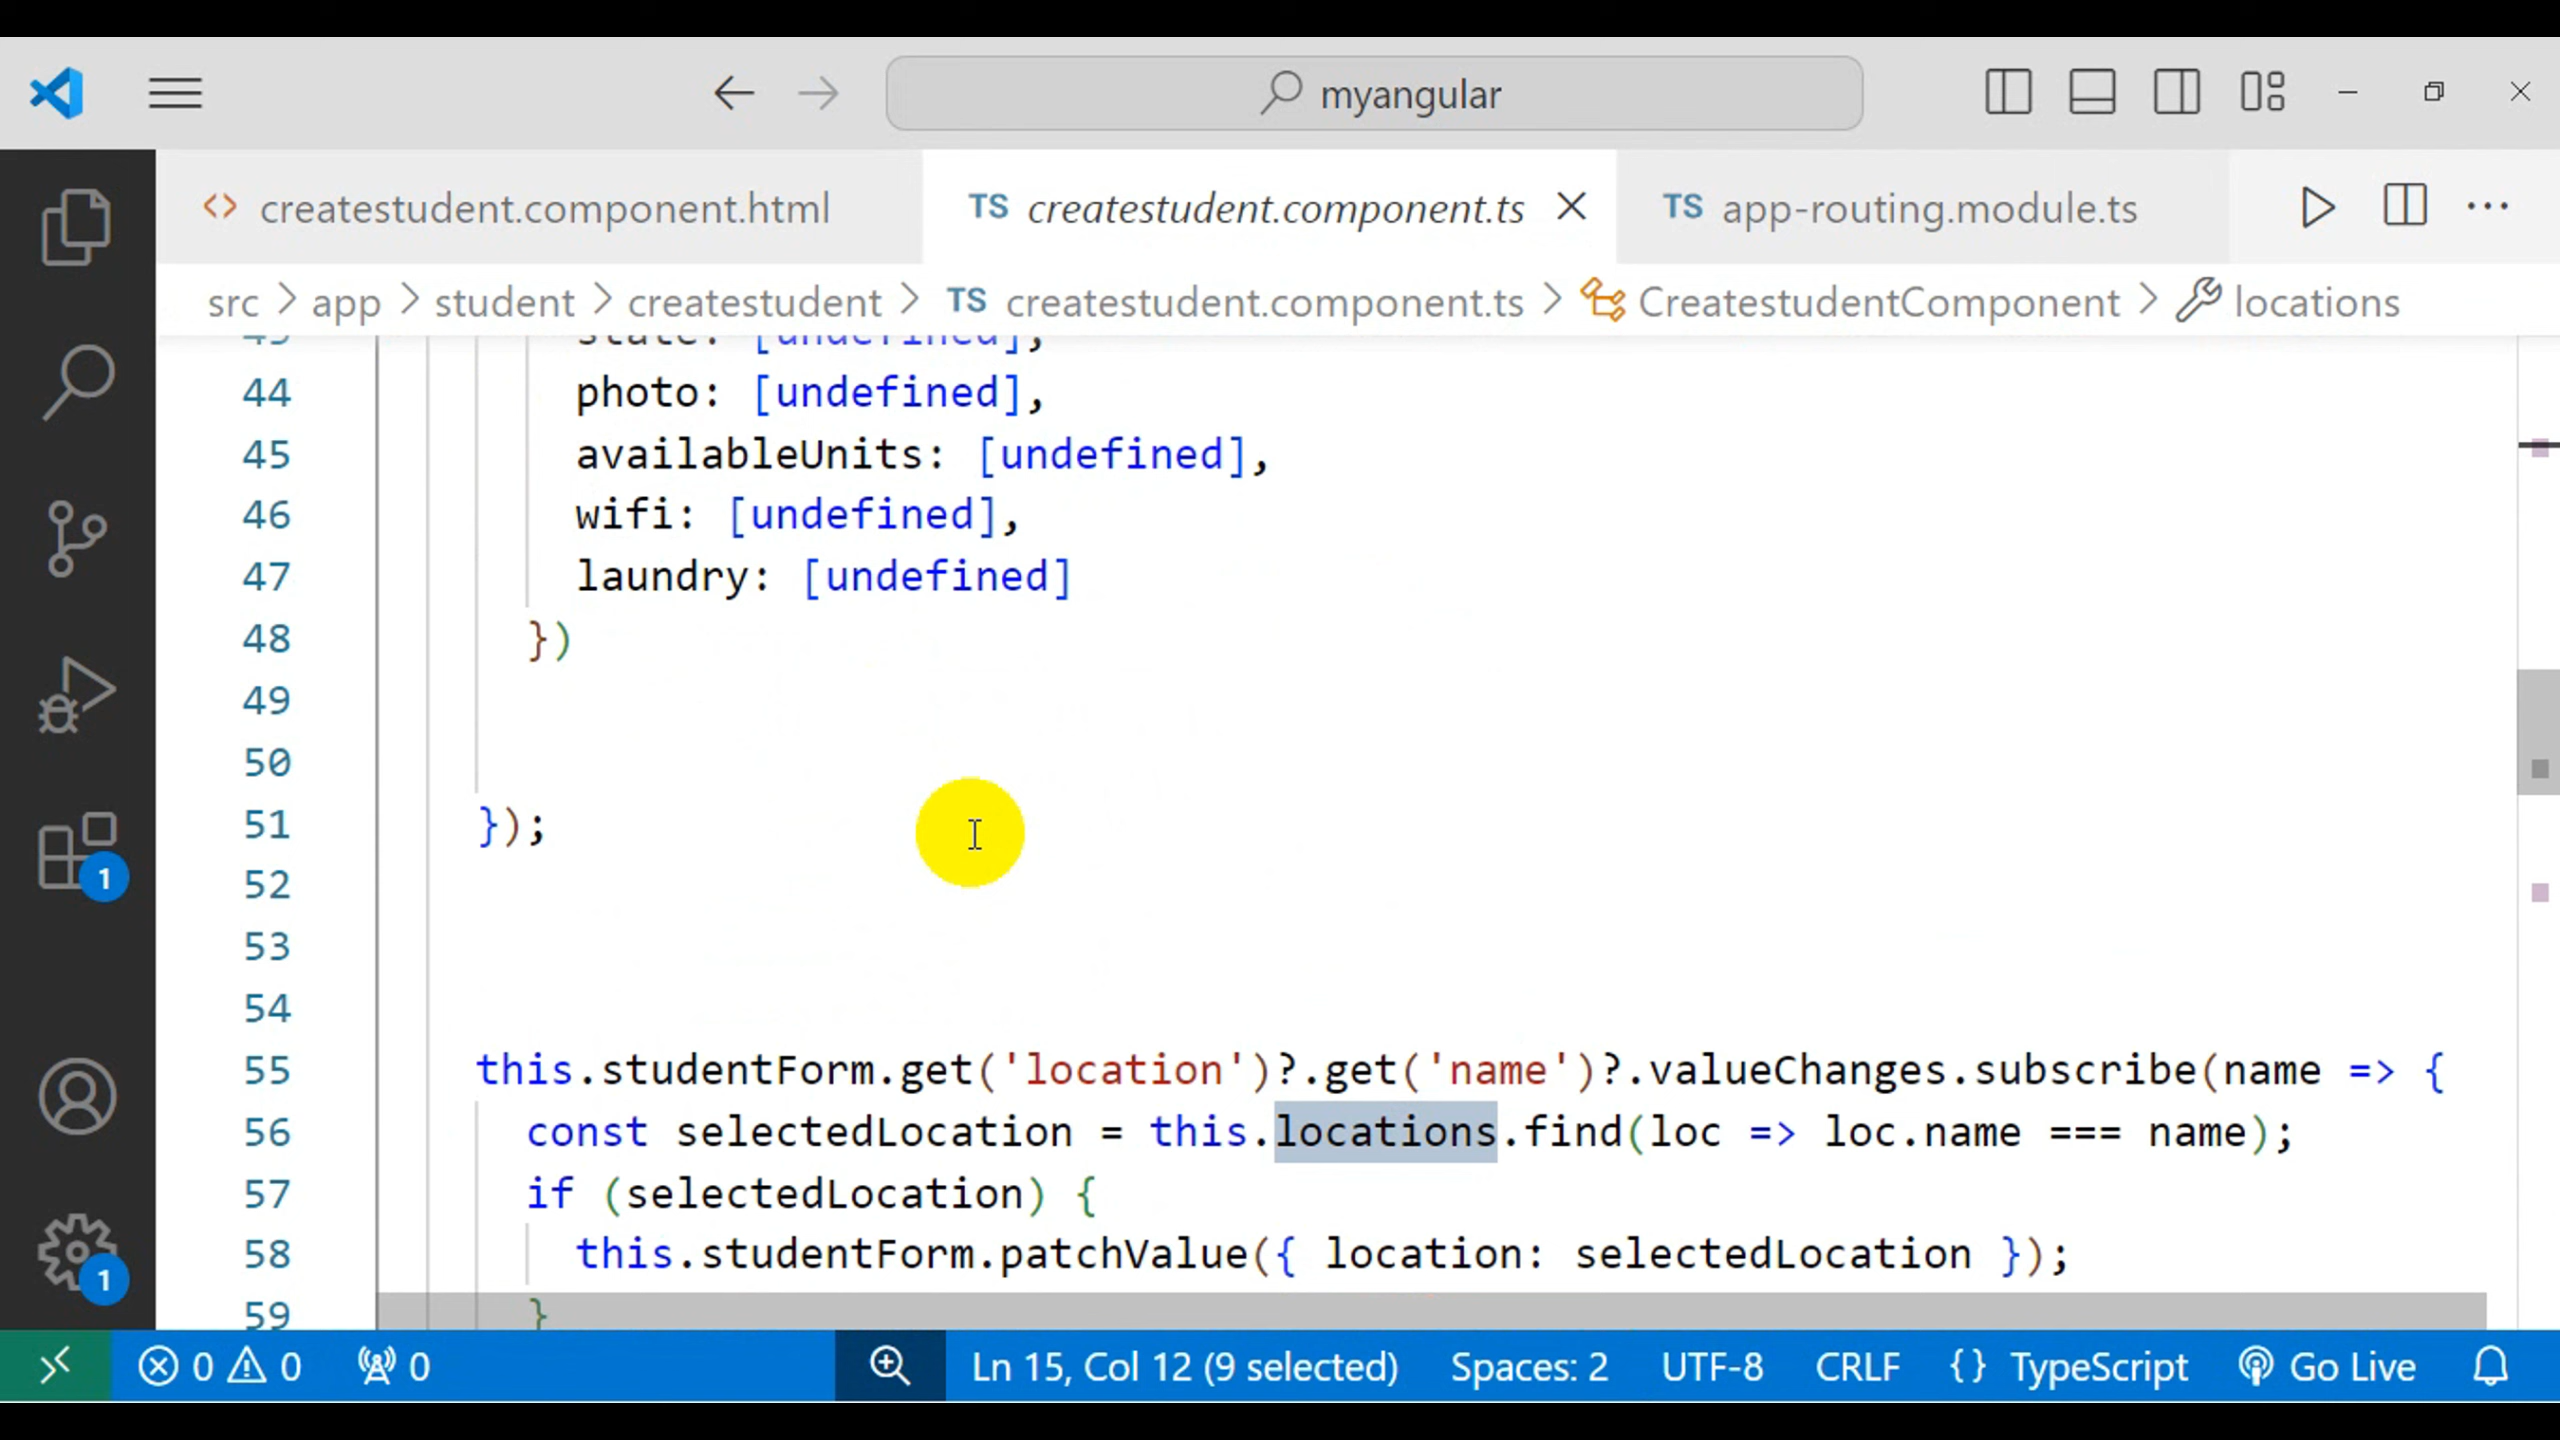 myangular
createstudent.component.html
TS createstudent.component.ts
TS app-routing.module.ts
src > app > student > createstudent > TS createstudent.component.ts > CreatestudentComponent > locations
43 state: [undefined],
44 photo: [undefined],
45 availableUnits: [undefined],
46 wifi: [undefined],
47 laundry: [undefined]
48 })
49
50
51 });
52
53
54
55 this.studentForm.get('location')?.get('name')?.valueChanges.subscribe(name => {
56 const selectedLocation = this.locations.find(loc => loc.name === name);
57 if (selectedLocation) {
58 this.studentForm.patchValue({ location: selectedLocation });
59 }
1
1
0 0 0 Ln 15, Col 12 (9 selected) Spaces: 2 UTF-8 CRLF {} TypeScript Go Live